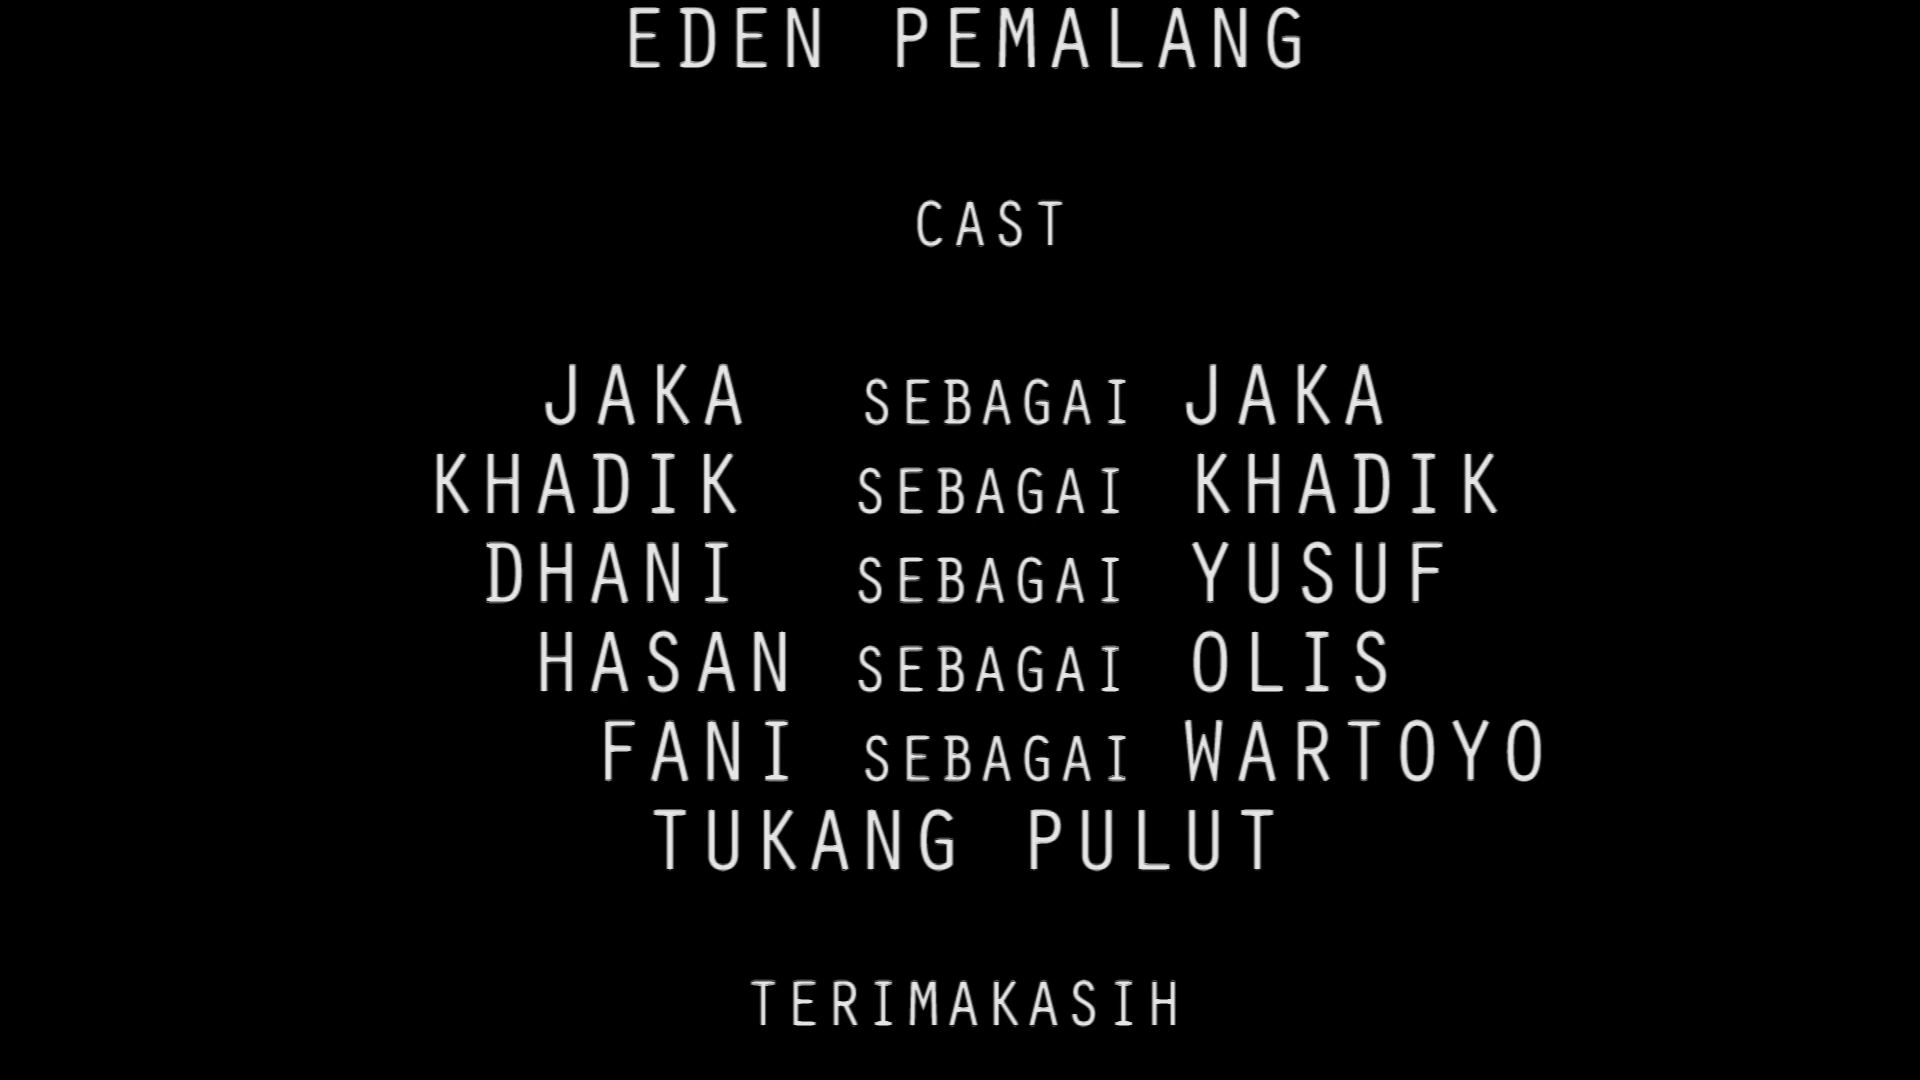 EDEN PEMALANG
CAST
JAKA SEBAGAI JAKA
KHADIK SEBAGAI KHADIK
DHANI SEBAGAI YUSUF
HASAN SEBAGAI OLIS
FANI SEBAGAI WARTOYO
TUKANG PULUT
TERIMAKASIH